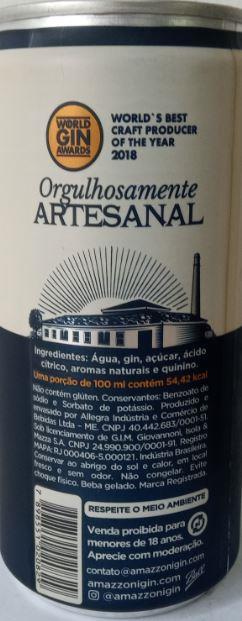 WORLD
GIN
AWARDS
WORLD`S BEST
CRAFT PRODUCER
OF THE YEAR
2018
Orgulhosamente
ARTESANAL
Ingredientes: Água, gin, açúcar, ácido
cítrico, aromas naturais e quinino.
Uma porção de 100 ml contém 54,42 kcal
Não contém glúten. Conservantes: Benzoato de
sódio e Sorbato de potássio. Produzido e
envasado por Allegra Indústria e Comércio de
Bebidas Ltda - ME. CNPJ 40.442.683/0001-51.
Sob licenciamento de G.I.M. Giovannoni, Isola &
Mazza S.A. CNPJ 24.990.900/0001-91. Registro
MAPA: RJ 006406-5.000121. Indústria Brasileira.
Conservar ao abrigo do sol e calor, em local
fresco e sem odor. Não congelar. Evite
choque físico. Beba gelado. Marca Registrada.
RESPEITE O MEIO AMBIENTE
Venda proibida para
menores de 18 anos.
Aprecie com moderação.
contato@amazzonigin.com
amazzonigin.com
@amazzonigin